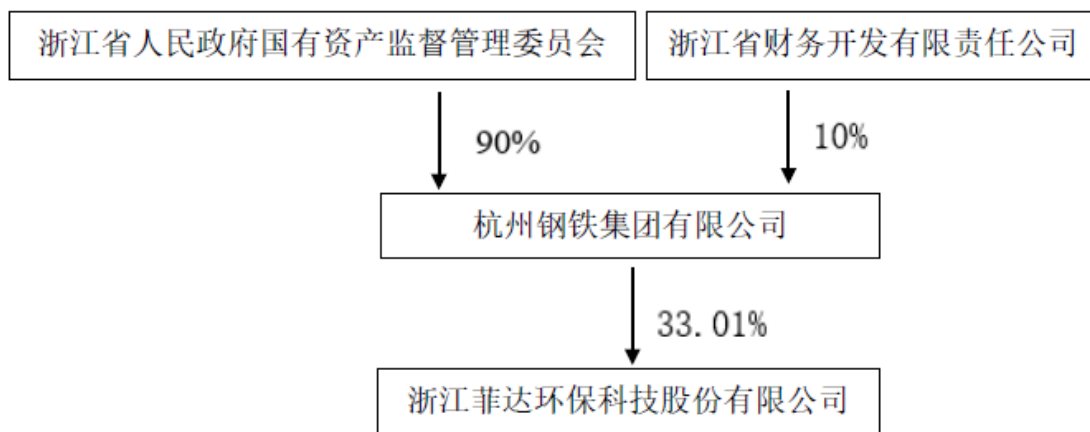 浙江省人民政府国有资产监督管理委员会
浙江省财务开发有限责任公司
90%
10%
杭州钢铁集团有限公司
33.01%
浙江菲达环保科技股份有限公司